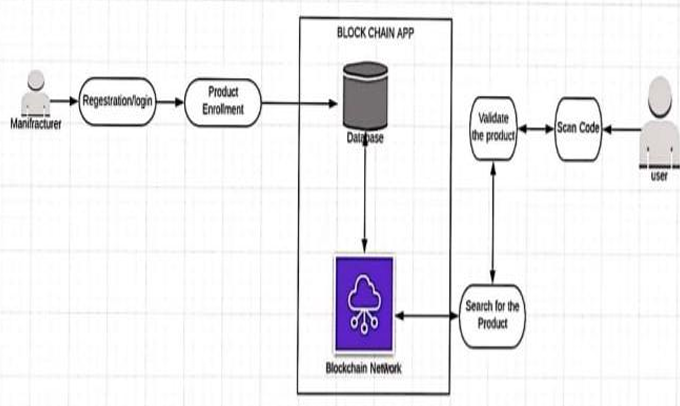 BLOCK CHAIN APP
Manifracturer
Regestration/login
Product
Enrollment
Database
Validate
the product
Scan Code
user
Search for the
Product
Blockchain Network